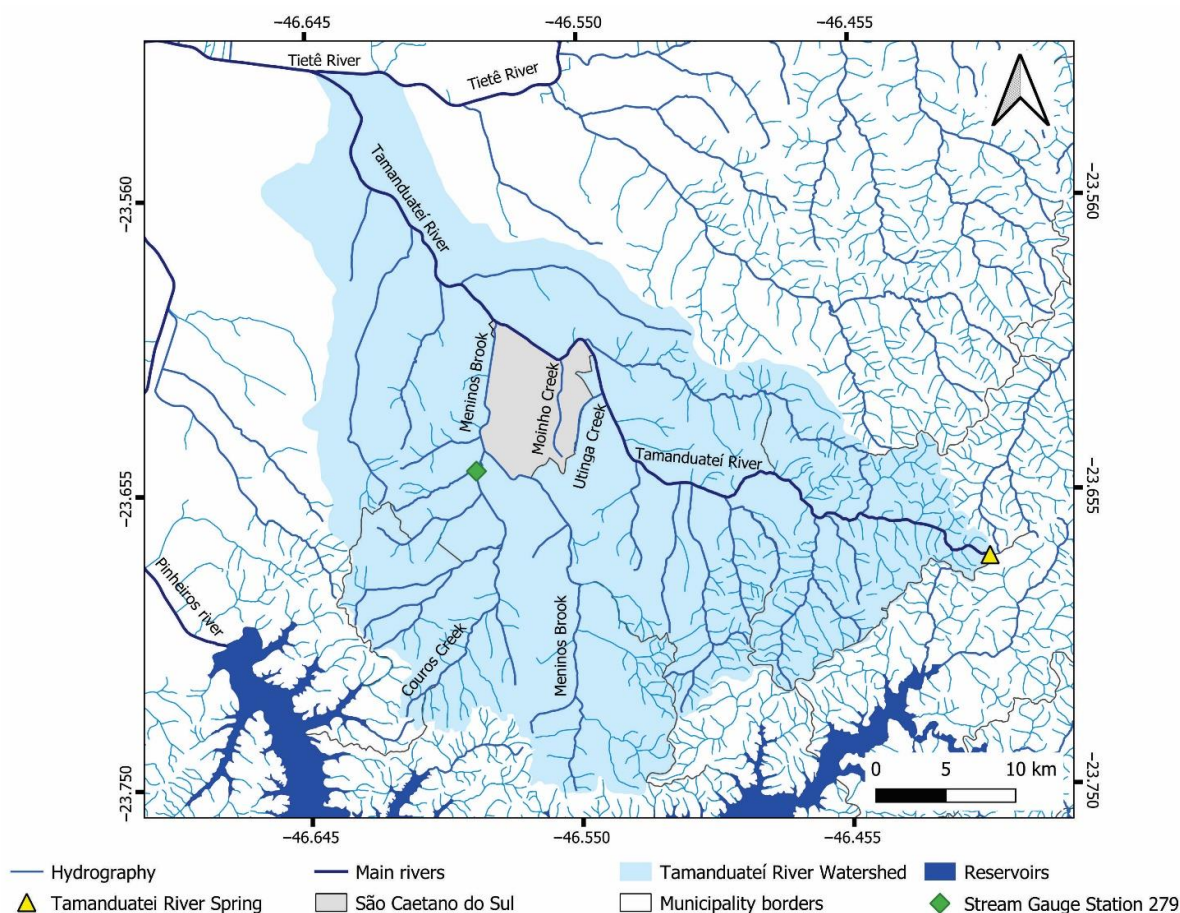 −46.645
−46.550
−46.455
Tietê River
Tietê River
−23.560
−23.560
Tamanduateí River
Meninos Brook
Moinho Creek
Utinga Creek
Tamanduateí River
−23.655
−23.655
Pinheiros river
Couros Creek
Meninos Brook
0 5 10 km
−23.750
−23.750
−46.645
−46.550
−46.455
Hydrography
Main rivers
Tamanduateí River Watershed
Reservoirs
Tamanduatei River Spring
São Caetano do Sul
Municipality borders
Stream Gauge Station 279